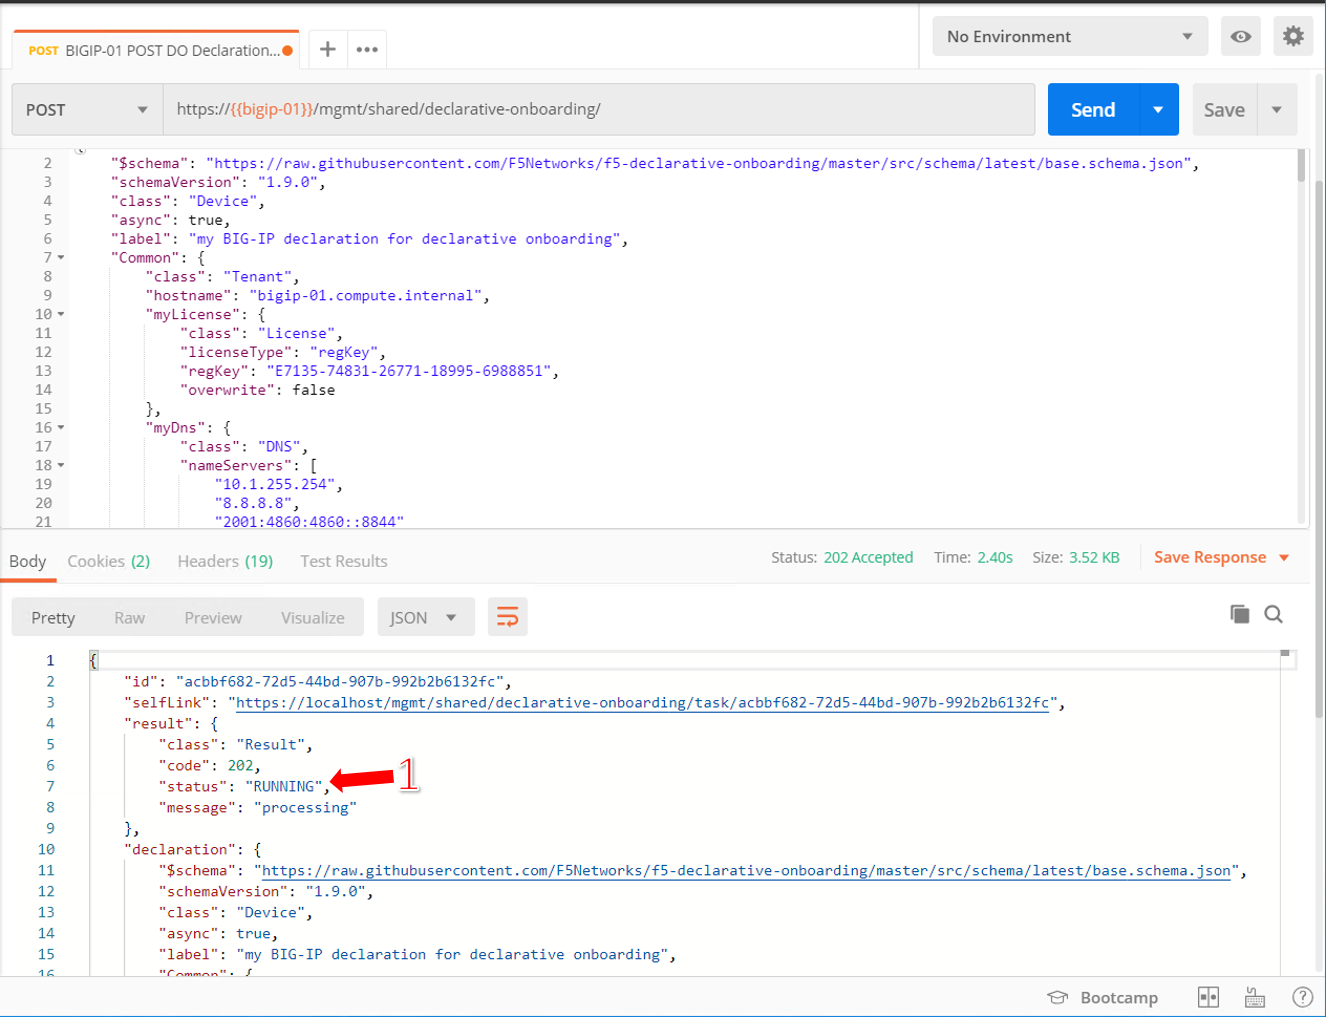 POST BIGIP-01 POST DO Declaration...
No Environment
POST
https://{{bigip-01}}/mgmt/shared/declarative-onboarding/
Send
Save
2 "$schema": "https://raw.githubusercontent.com/F5Networks/f5-declarative-onboarding/master/src/schema/latest/base.schema.json",
3 "schemaVersion": "1.9.0",
4 "class": "Device",
5 "async": true,
6 "label": "my BIG-IP declaration for declarative onboarding",
7 "Common": {
8 "class": "Tenant",
9 "hostname": "bigip-01.compute.internal",
10 "myLicense": {
11 "class": "License",
12 "licenseType": "regKey",
13 "regKey": "E7135-74831-26771-18995-6988851",
14 "overwrite": false
15 },
16 "myDns": {
17 "class": "DNS",
18 "nameServers": [
19 "10.1.255.254",
20 "8.8.8.8",
21 "2001:4860:4860::8844"
Body Cookies (2) Headers (19) Test Results Status: 202 Accepted Time: 2.40s Size: 3.52 KB Save Response
Pretty Raw Preview Visualize JSON
1 {
2 "id": "acbbf682-72d5-44bd-907b-992b2b6132fc",
3 "selfLink": "https://localhost/mgmt/shared/declarative-onboarding/task/acbbf682-72d5-44bd-907b-992b2b6132fc",
4 "result": {
5 "class": "Result",
6 "code": 202,
7 "status": "RUNNING", 1
8 "message": "processing"
9 },
10 "declaration": {
11 "$schema": "https://raw.githubusercontent.com/F5Networks/f5-declarative-onboarding/master/src/schema/latest/base.schema.json",
12 "schemaVersion": "1.9.0",
13 "class": "Device",
14 "async": true,
15 "label": "my BIG-IP declaration for declarative onboarding",
16 "Common": {
Bootcamp